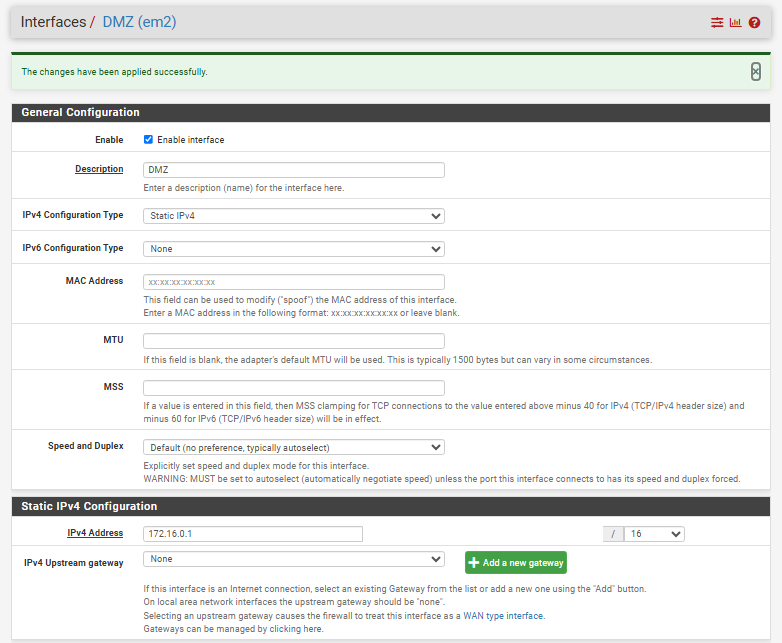 Interfaces / DMZ (em2)
The changes have been applied successfully.
General Configuration
Enable Enable interface
Description DMZ
Enter a description (name) for the interface here.
IPv4 Configuration Type Static IPv4
IPv6 Configuration Type None
MAC Address xx:xx:xx:xx:xx:xx
This field can be used to modify ("spoof") the MAC address of this interface.
Enter a MAC address in the following format: xx:xx:xx:xx:xx:xx or leave blank.
MTU
If this field is blank, the adapter's default MTU will be used. This is typically 1500 bytes but can vary in some circumstances.
MSS
If a value is entered in this field, then MSS clamping for TCP connections to the value entered above minus 40 for IPv4 (TCP/IPv4 header size) and
minus 60 for IPv6 (TCP/IPv6 header size) will be in effect.
Speed and Duplex Default (no preference, typically autoselect)
Explicitly set speed and duplex mode for this interface.
WARNING: MUST be set to autoselect (automatically negotiate speed) unless the port this interface connects to has its speed and duplex forced.
Static IPv4 Configuration
IPv4 Address 172.16.0.1 / 16
IPv4 Upstream gateway None Add a new gateway
If this interface is an Internet connection, select an existing Gateway from the list or add a new one using the "Add" button.
On local area network interfaces the upstream gateway should be "none".
Selecting an upstream gateway causes the firewall to treat this interface as a WAN type interface.
Gateways can be managed by clicking here.